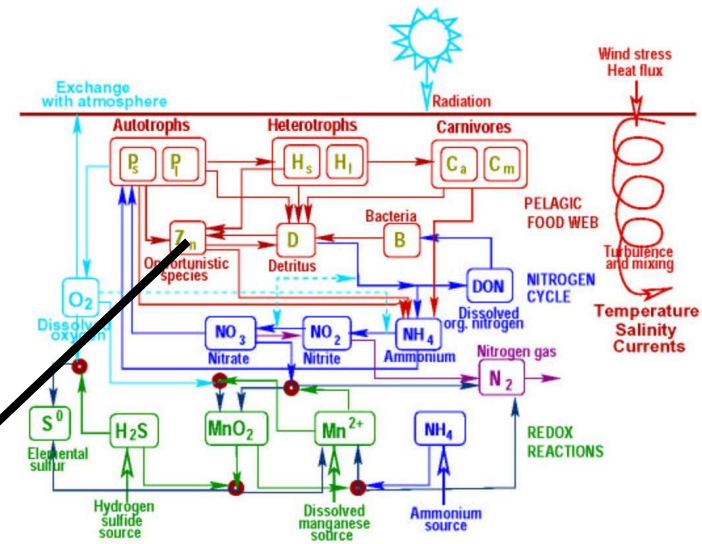 Wind stress
Heat flux
Exchange
with atmosphere
Radiation
Autotrophs
Heterotrophs
Carnivores
Ps
Pl
Hs
Hl
Ca
Cm
PELAGIC
FOOD WEB
Bacteria
Zm
D
B
Turbulence
and mixing
Opportunistic
species
Detritus
NITROGEN
CYCLE
DON
O2
Dissolved
org. nitrogen
Temperature
Salinity
Currents
Dissolved
oxygen
NO3
NO2
NH4
Nitrate
Nitrite
Ammonium
Nitrogen gas
N2
S0
H2S
MnO2
Mn2+
NH4
REDOX
REACTIONS
Elemental
sulfur
Hydrogen
sulfide
source
Dissolved
manganese
source
Ammonium
source